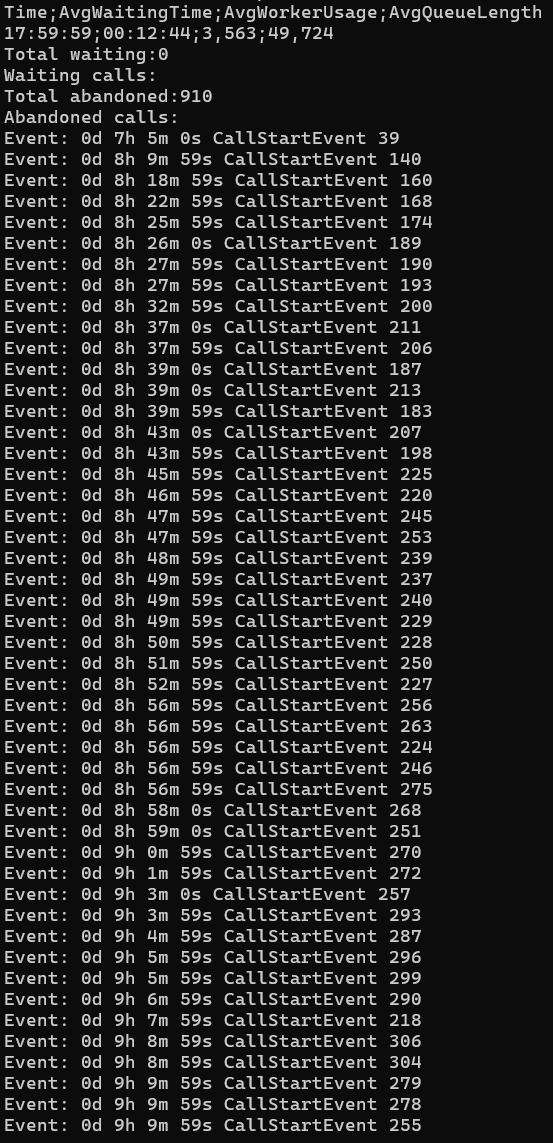 Time;AvgWaitingTime;AvgWorkerUsage;AvgQueueLength
17:59:59;00:12:44;3,563;49,724
Total waiting:0
Waiting calls:
Total abandoned:910
Abandoned calls:
Event: 0d 7h 5m 0s CallStartEvent 39
Event: 0d 8h 9m 59s CallStartEvent 140
Event: 0d 8h 18m 59s CallStartEvent 160
Event: 0d 8h 22m 59s CallStartEvent 168
Event: 0d 8h 25m 59s CallStartEvent 174
Event: 0d 8h 26m 0s CallStartEvent 189
Event: 0d 8h 27m 59s CallStartEvent 190
Event: 0d 8h 27m 59s CallStartEvent 193
Event: 0d 8h 32m 59s CallStartEvent 200
Event: 0d 8h 37m 0s CallStartEvent 211
Event: 0d 8h 37m 59s CallStartEvent 206
Event: 0d 8h 39m 0s CallStartEvent 187
Event: 0d 8h 39m 0s CallStartEvent 213
Event: 0d 8h 39m 59s CallStartEvent 183
Event: 0d 8h 43m 0s CallStartEvent 207
Event: 0d 8h 43m 59s CallStartEvent 198
Event: 0d 8h 45m 59s CallStartEvent 225
Event: 0d 8h 46m 59s CallStartEvent 220
Event: 0d 8h 47m 59s CallStartEvent 245
Event: 0d 8h 47m 59s CallStartEvent 253
Event: 0d 8h 48m 59s CallStartEvent 239
Event: 0d 8h 49m 59s CallStartEvent 237
Event: 0d 8h 49m 59s CallStartEvent 240
Event: 0d 8h 49m 59s CallStartEvent 229
Event: 0d 8h 50m 59s CallStartEvent 228
Event: 0d 8h 51m 59s CallStartEvent 250
Event: 0d 8h 52m 59s CallStartEvent 227
Event: 0d 8h 56m 59s CallStartEvent 256
Event: 0d 8h 56m 59s CallStartEvent 263
Event: 0d 8h 56m 59s CallStartEvent 224
Event: 0d 8h 56m 59s CallStartEvent 246
Event: 0d 8h 56m 59s CallStartEvent 275
Event: 0d 8h 58m 0s CallStartEvent 268
Event: 0d 8h 59m 0s CallStartEvent 251
Event: 0d 9h 0m 59s CallStartEvent 270
Event: 0d 9h 1m 59s CallStartEvent 272
Event: 0d 9h 3m 0s CallStartEvent 257
Event: 0d 9h 3m 59s CallStartEvent 293
Event: 0d 9h 4m 59s CallStartEvent 287
Event: 0d 9h 5m 59s CallStartEvent 296
Event: 0d 9h 5m 59s CallStartEvent 299
Event: 0d 9h 6m 59s CallStartEvent 290
Event: 0d 9h 7m 59s CallStartEvent 218
Event: 0d 9h 8m 59s CallStartEvent 306
Event: 0d 9h 8m 59s CallStartEvent 304
Event: 0d 9h 9m 59s CallStartEvent 279
Event: 0d 9h 9m 59s CallStartEvent 278
Event: 0d 9h 9m 59s CallStartEvent 255